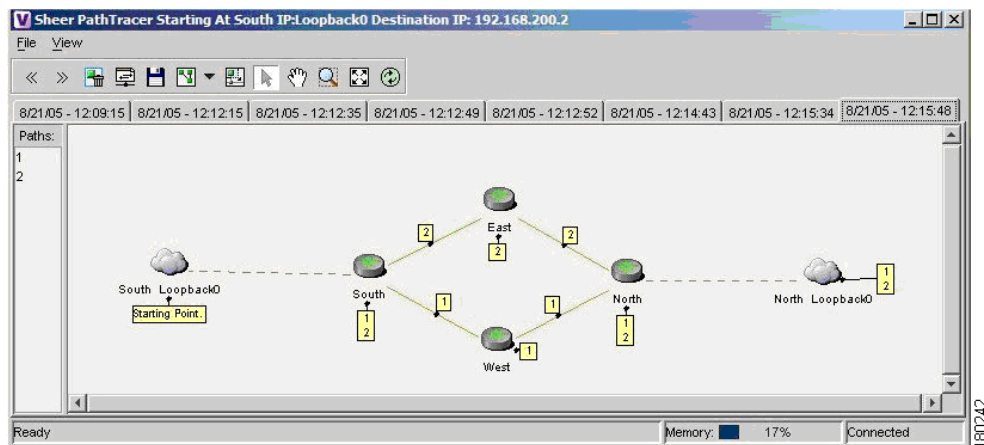 V Sheer PathTracer Starting At South IP:Loopback0 Destination IP: 192.168.200.2
File View
8/21/05 - 12:09:15 8/21/05 - 12:12:15 8/21/05 - 12:12:35 8/21/05 - 12:12:49 8/21/05 - 12:12:52 8/21/05 - 12:14:43 8/21/05 - 12:15:34 8/21/05 - 12:15:48
Paths:
1
2
South Loopback0
Starting Point.
South
1
2
2
East
2
2
1
West
1
1
North
1
2
North Loopback0
1
2
Ready
Memory: 17%
Connected
180242